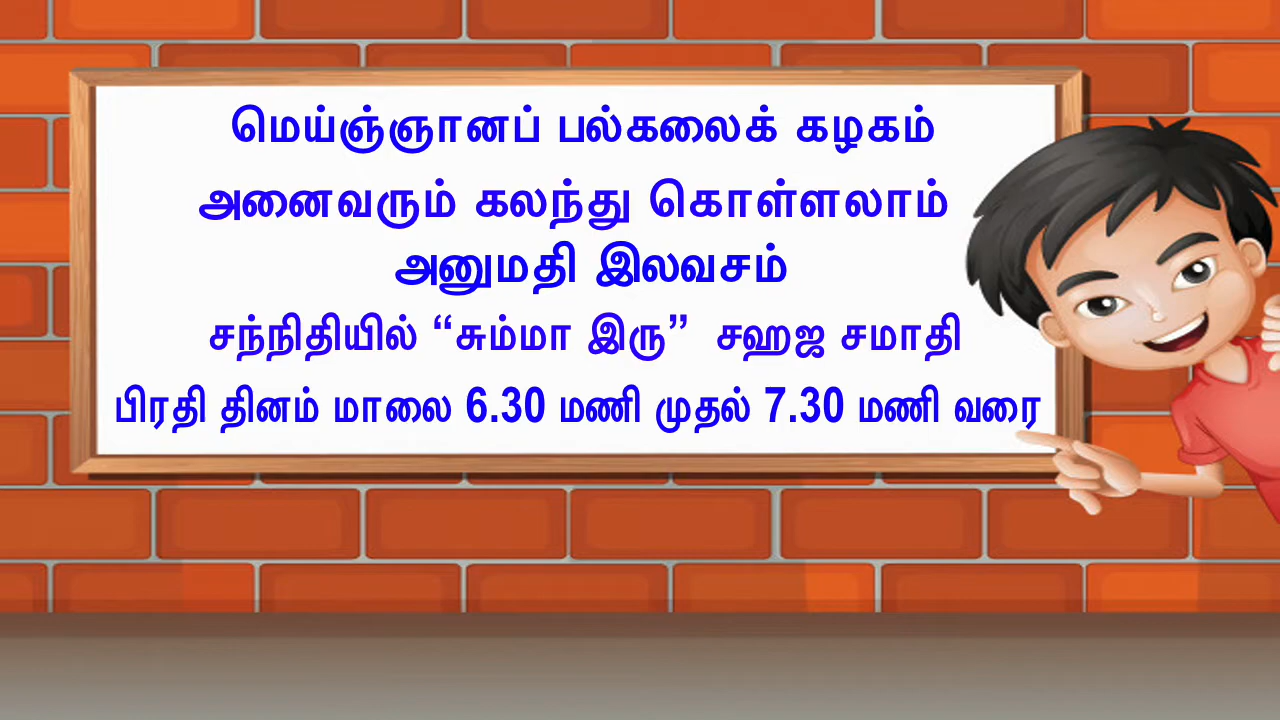 மெய்ஞ்ஞானப் பல்கலைக் கழகம்
அனைவரும் கலந்து கொள்ளலாம்
அனுமதி இலவசம்
சந்நிதியில் “சும்மா இரு” சஹஜ சமாதி
பிரதி தினம் மாலை 6.30 மணி முதல் 7.30 மணி வரை